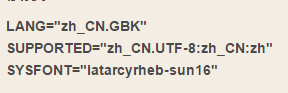 LANG="zh_CN.GBK"
SUPPORTED="zh_CN.UTF-8:zh_CN:zh"
SYSFONT="latarcyrheb-sun16"